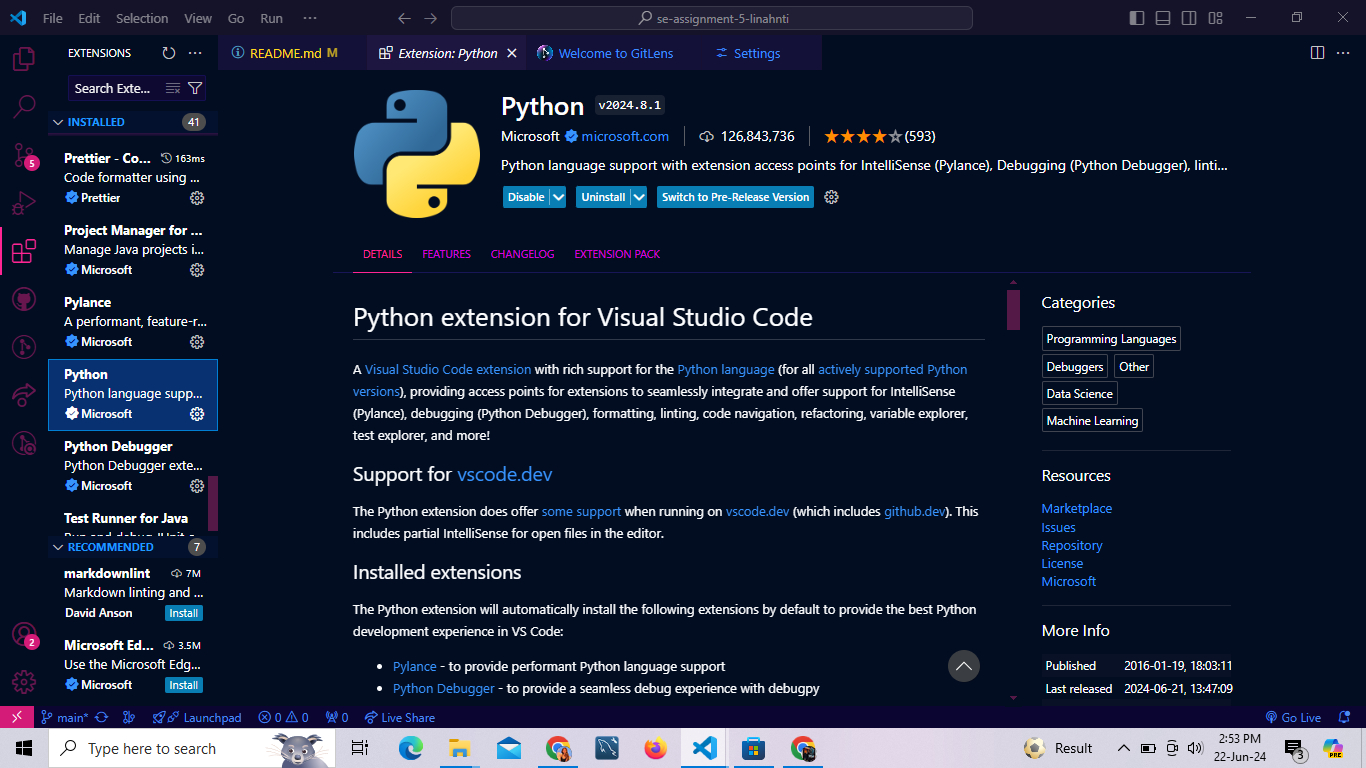 File Edit Selection View Go Run ···
se-assignment-5-linahnti
EXTENSIONS
README.md M
Extension: Python
Welcome to GitLens
Settings
Search Exte...
INSTALLED 41
Prettier - Co... 163ms
Code formatter using ...
Prettier
Project Manager for ...
Manage Java projects i...
Microsoft
Pylance
A performant, feature-r...
Microsoft
Python
Python language supp...
Microsoft
Python Debugger
Python Debugger exte...
Microsoft
Test Runner for Java
RECOMMENDED 7
markdownlint 7M
Markdown linting and ...
David Anson Install
Microsoft Ed... 3.5M
Use the Microsoft Edg...
Microsoft Install
5
2
Python v2024.8.1
Microsoft microsoft.com 126,843,736 (593)
Python language support with extension access points for IntelliSense (Pylance), Debugging (Python Debugger), linti...
Disable Uninstall Switch to Pre-Release Version
DETAILS FEATURES CHANGELOG EXTENSION PACK
Python extension for Visual Studio Code
A Visual Studio Code extension with rich support for the Python language (for all actively supported Python
versions), providing access points for extensions to seamlessly integrate and offer support for IntelliSense
(Pylance), debugging (Python Debugger), formatting, linting, code navigation, refactoring, variable explorer,
test explorer, and more!
Support for vscode.dev
The Python extension does offer some support when running on vscode.dev (which includes github.dev). This
includes partial IntelliSense for open files in the editor.
Installed extensions
The Python extension will automatically install the following extensions by default to provide the best Python
development experience in VS Code:
• Pylance - to provide performant Python language support
• Python Debugger - to provide a seamless debug experience with debugpy
Categories
Programming Languages
Debuggers Other
Data Science
Machine Learning
Resources
Marketplace
Issues
Repository
License
Microsoft
More Info
Published 2016-01-19, 18:03:11
Last released 2024-06-21, 13:47:09
main* Launchpad 0 0 0 Live Share Go Live
Type here to search
Result
2:53 PM
22-Jun-24
3
PRE